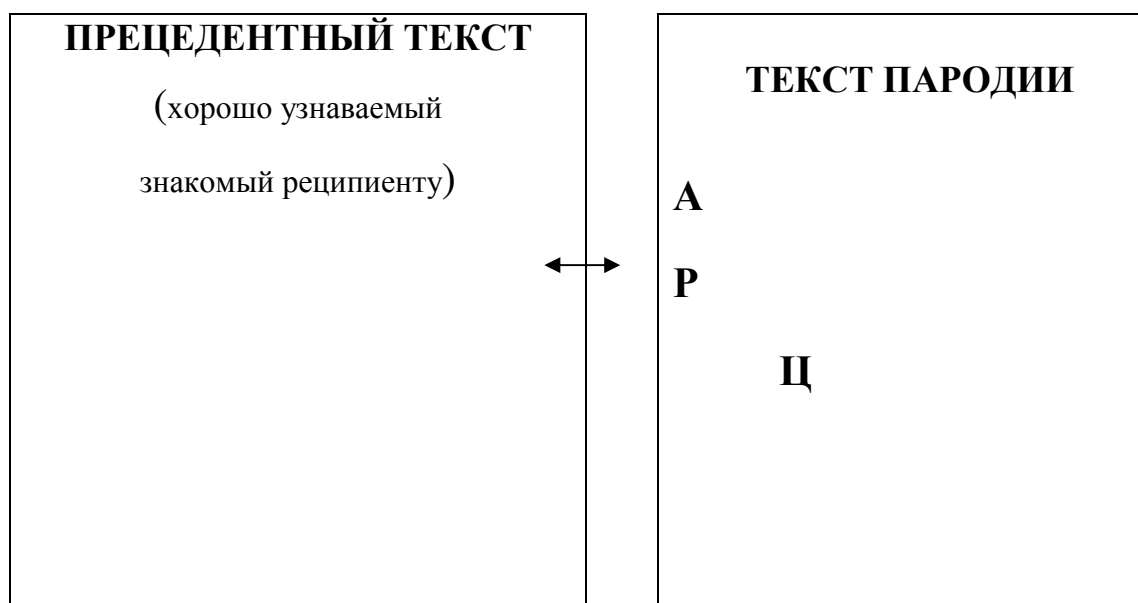 ПРЕЦЕДЕНТНЫЙ ТЕКСТ
(хорошо узнаваемый
знакомый реципиенту)
ТЕКСТ ПАРОДИИ
А
Р
Ц